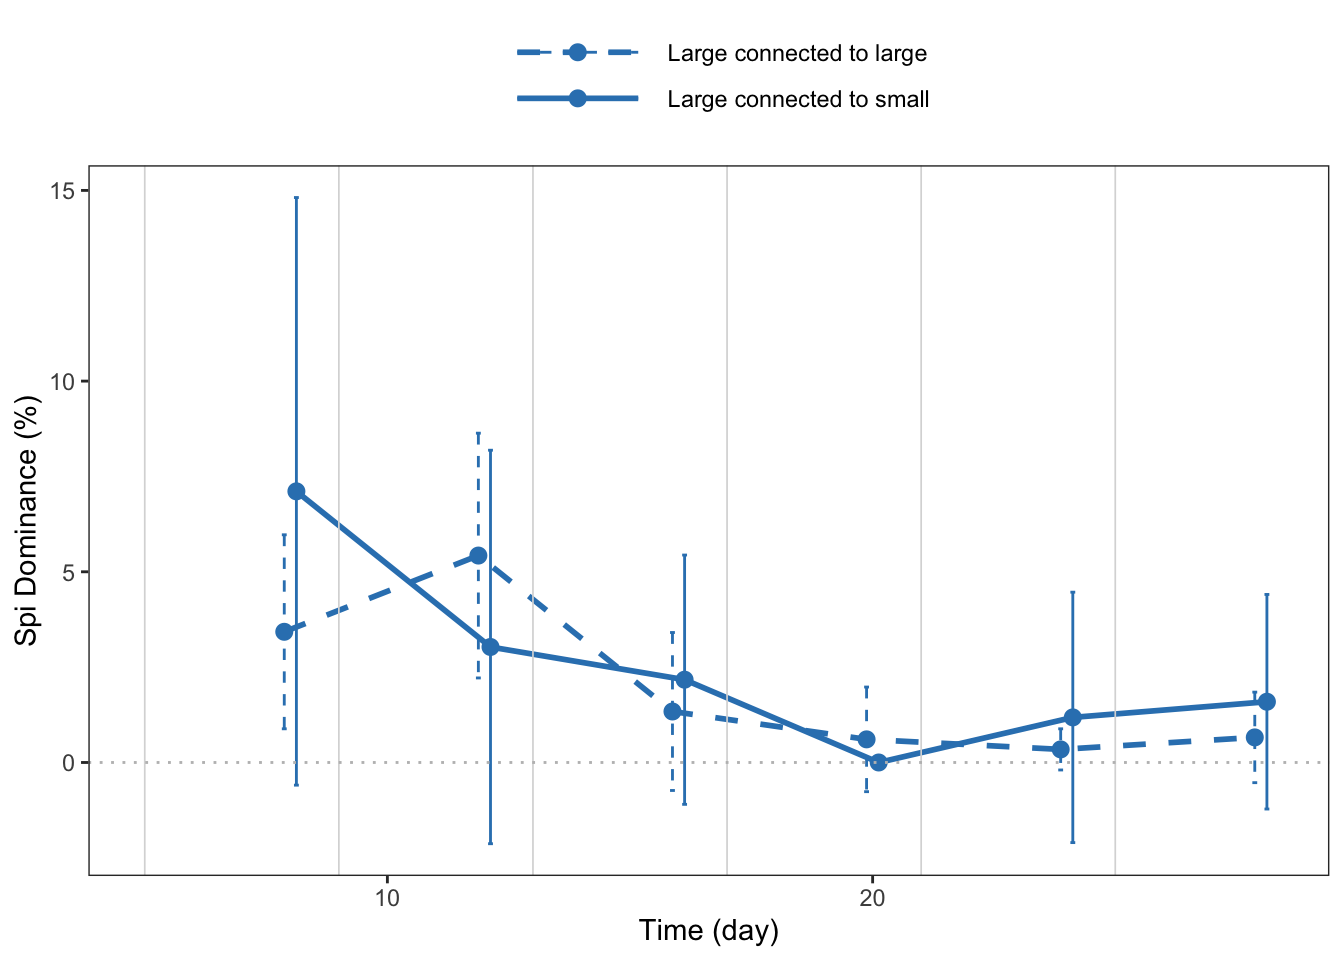 Large connected to large
Large connected to small
15
10
5
0
Spi Dominance (%)
10 20
Time (day)